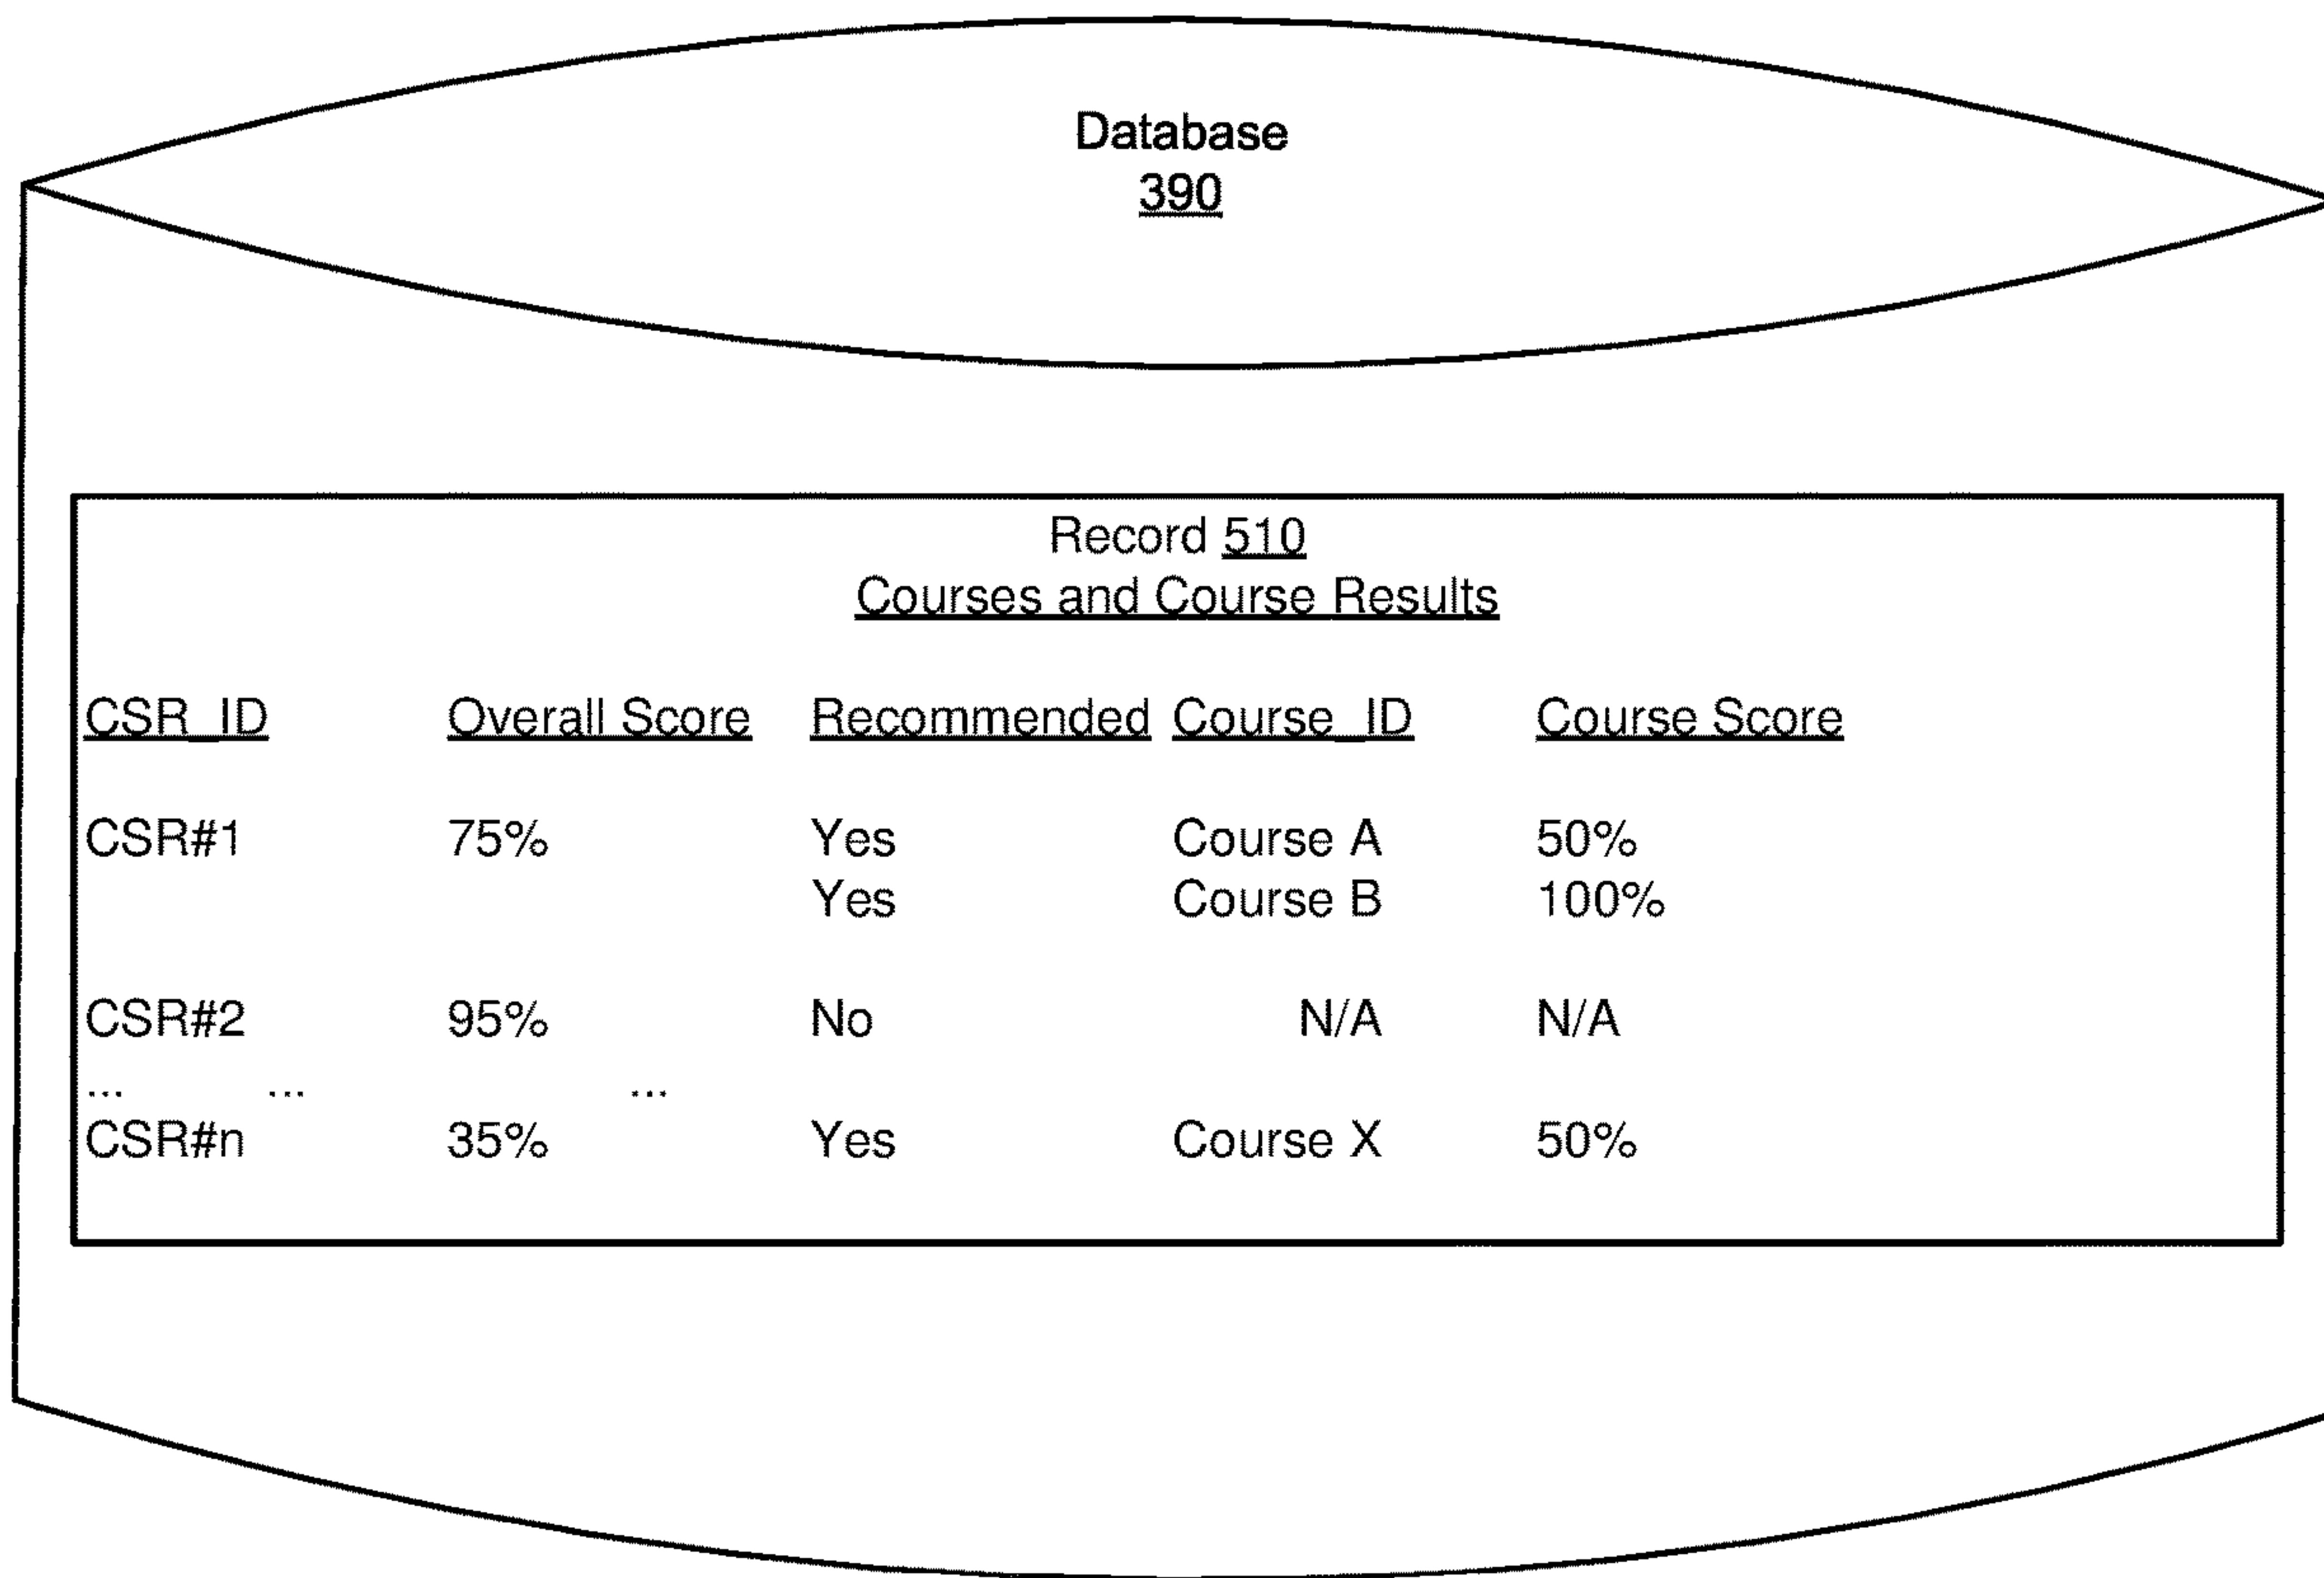 Database
390
Record 510
Courses and Course Results
CSR_ID Overall Score Recommended Course_ID Course Score
CSR#1 75% Yes Course A 50%
Yes Course B 100%
CSR#2 95% No N/A N/A
... ... ...
CSR#n 35% Yes Course X 50%